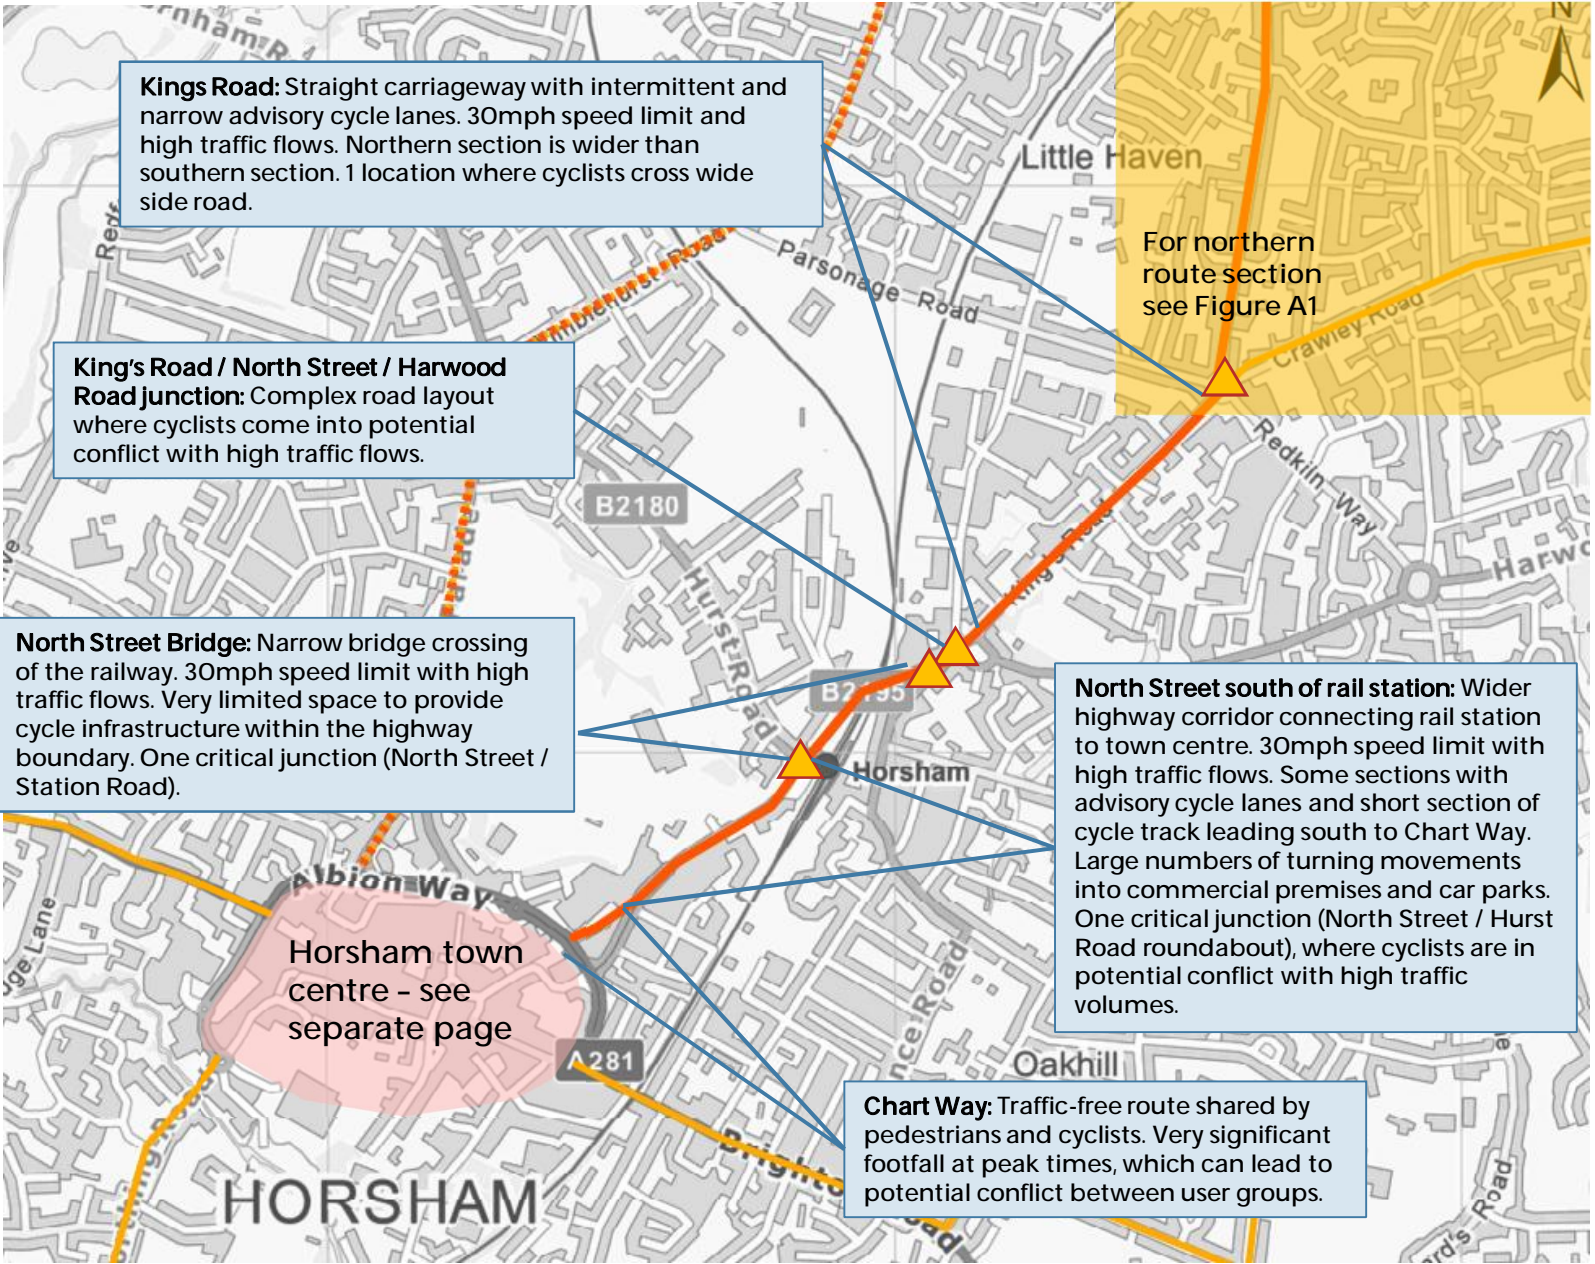 N
Kings Road: Straight carriageway with intermittent and
narrow advisory cycle lanes. 30mph speed limit and
high traffic flows. Northern section is wider than
southern section. 1 location where cyclists cross wide
side road.
Little Haven
Parsonage Road
For northern
route section
see Figure A1
Crawley Road
King's Road / North Street / Harwood
Road junction: Complex road layout
where cyclists come into potential
conflict with high traffic flows.
B2180
Redkiln Way
Harwo
Hurst Road
King's Road
North Street Bridge: Narrow bridge crossing
of the railway. 30mph speed limit with high
traffic flows. Very limited space to provide
cycle infrastructure within the highway
boundary. One critical junction (North Street /
Station Road).
B2195
Horsham
North Street south of rail station: Wider
highway corridor connecting rail station
to town centre. 30mph speed limit with
high traffic flows. Some sections with
advisory cycle lanes and short section of
cycle track leading south to Chart Way.
Large numbers of turning movements
into commercial premises and car parks.
One critical junction (North Street / Hurst
Road roundabout), where cyclists are in
potential conflict with high traffic
volumes.
Albion Way
Horsham town
centre – see
separate page
A281
Oakhill
Chart Way: Traffic-free route shared by
pedestrians and cyclists. Very significant
footfall at peak times, which can lead to
potential conflict between user groups.
HORSHAM